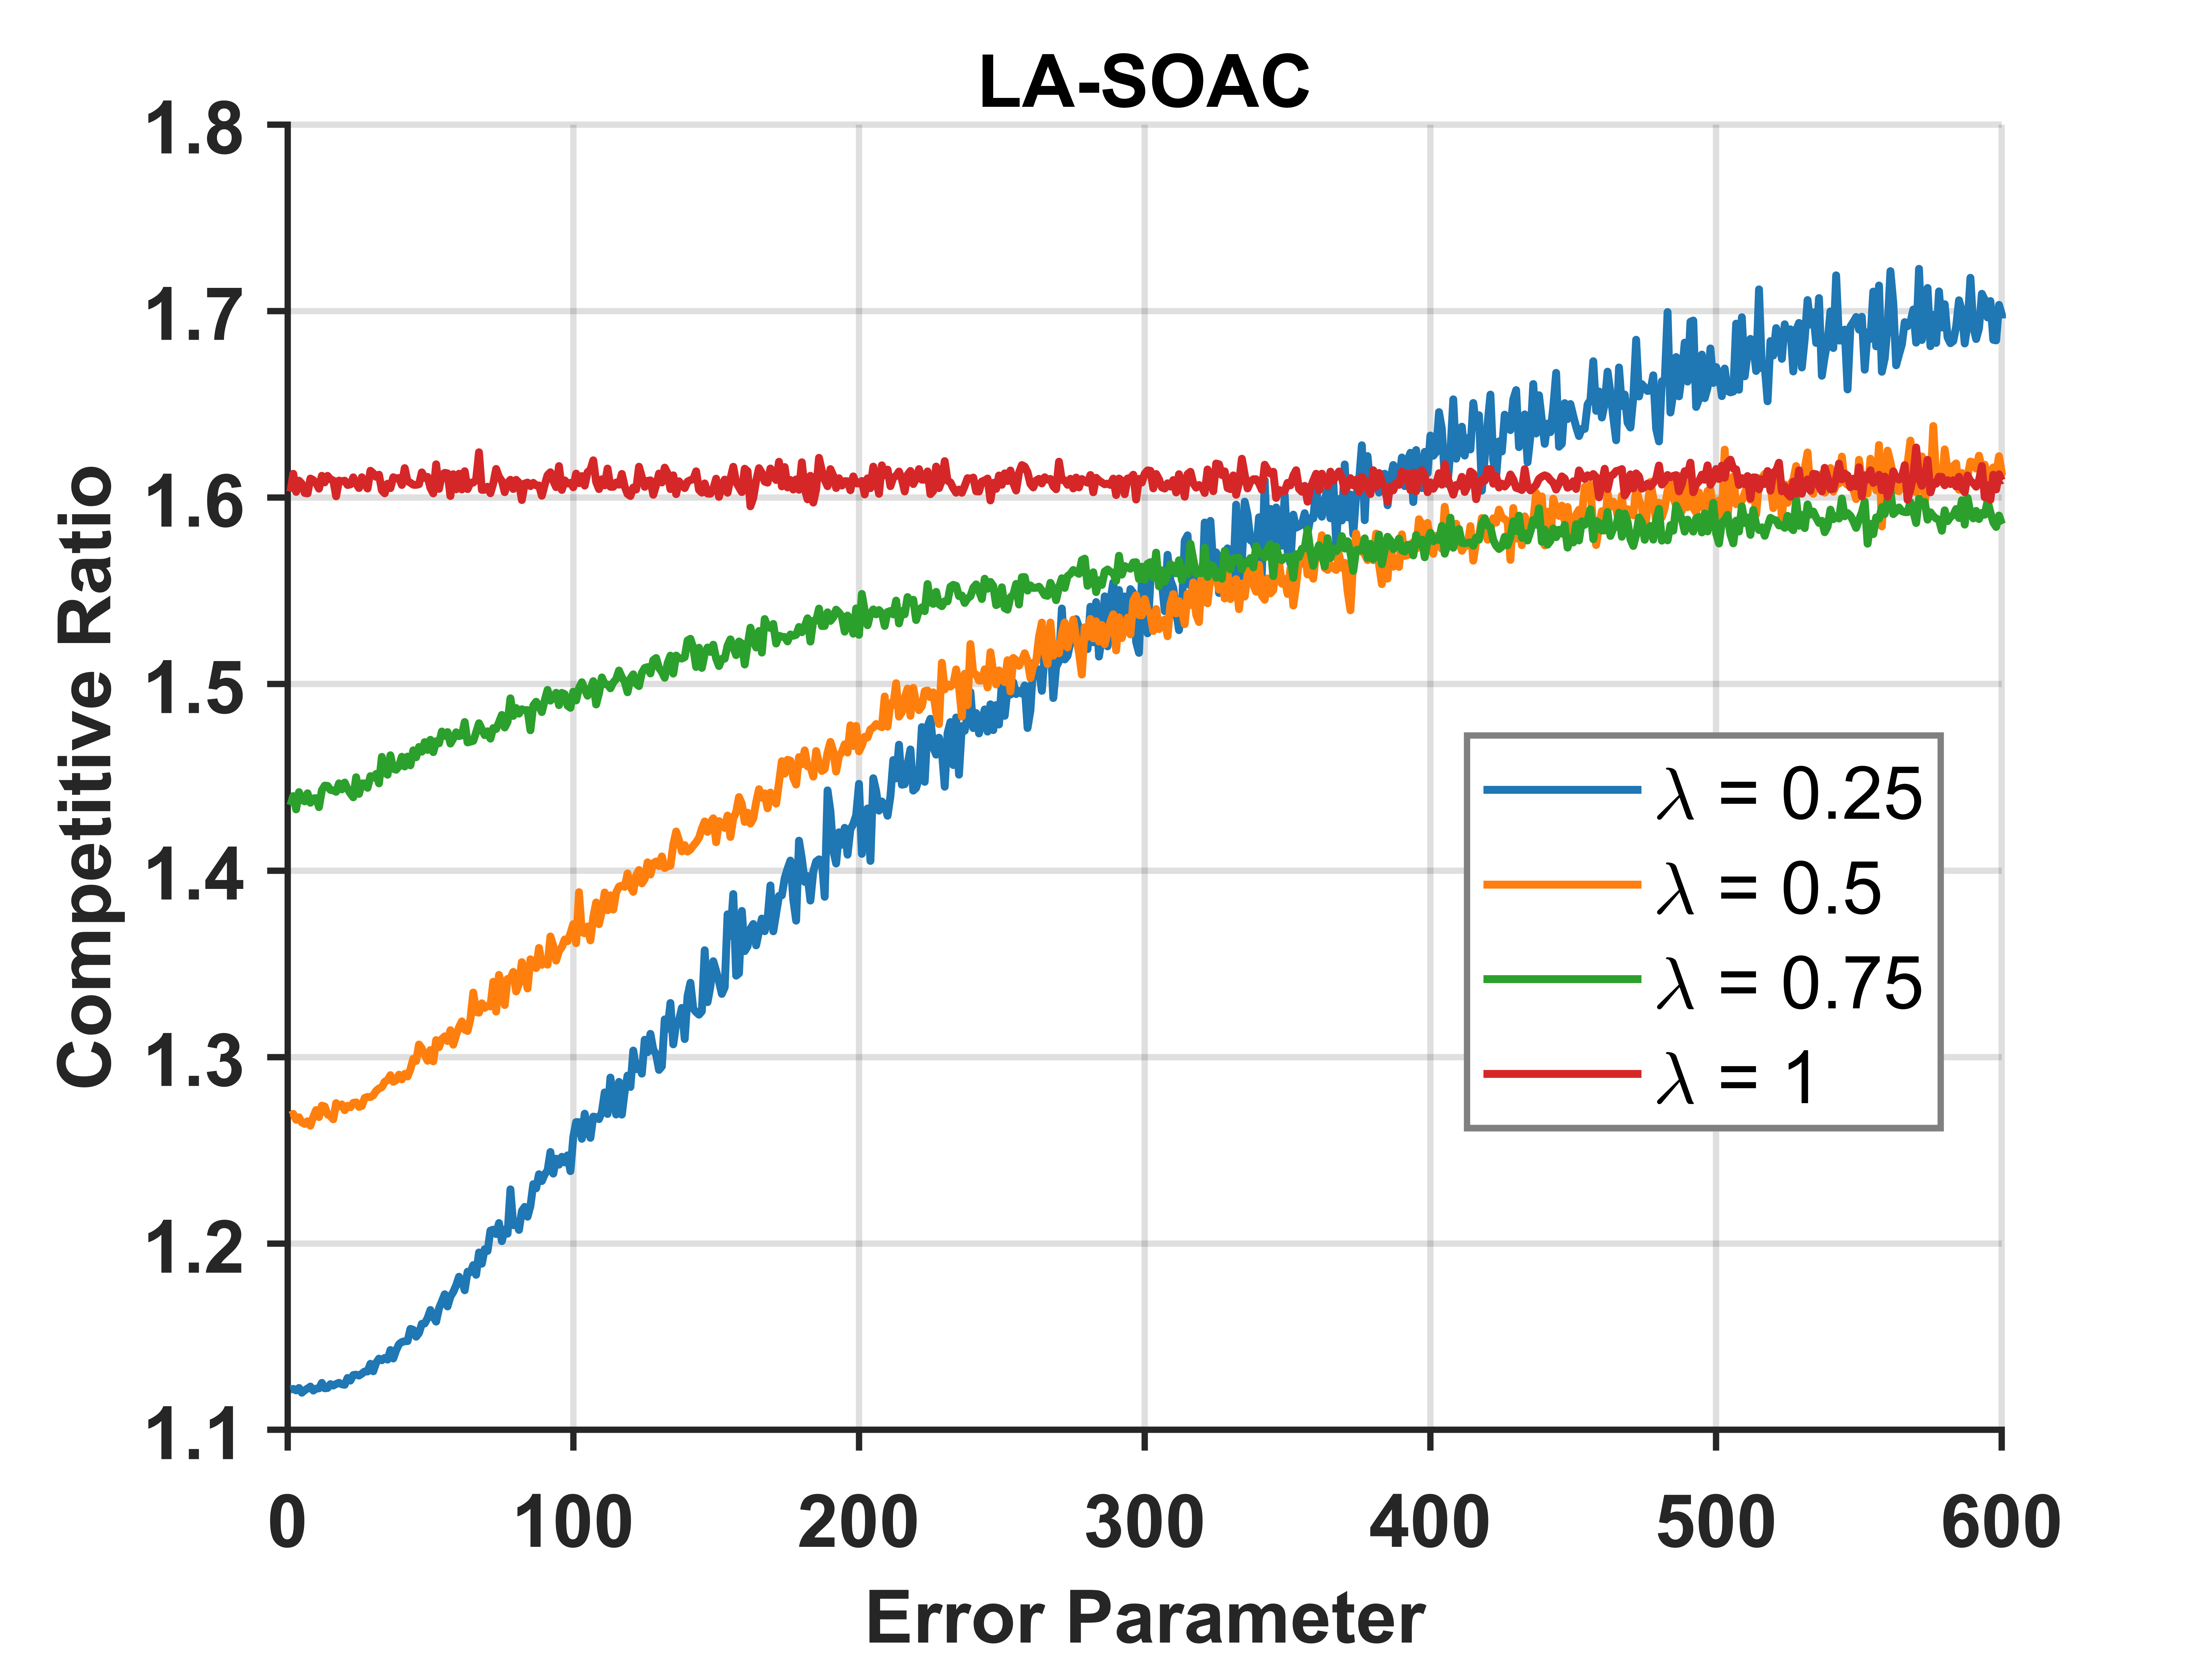 LA-SOAC
1.8
1.7
1.6
1.5
1.4
1.3
1.2
1.1
Competitive Ratio
λ = 0.25
λ = 0.5
λ = 0.75
λ = 1
0 100 200 300 400 500 600
Error Parameter